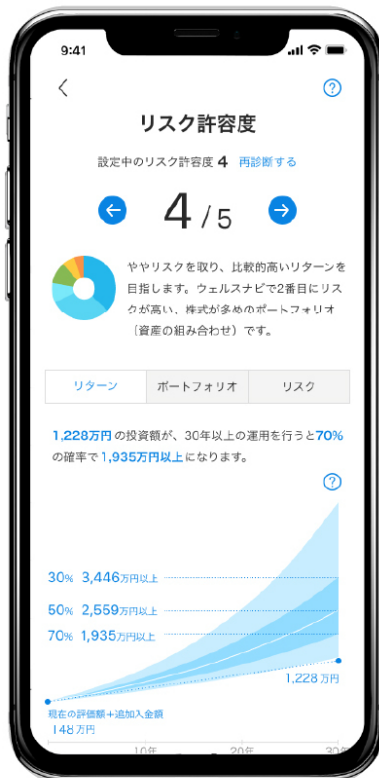 9:41
リスク許容度
設定中のリスク許容度 4 再診断する
4 / 5
ややリスクを取り、比較的高いリターンを
目指します。ウェルスナビで2番目にリス
クが高い、株式が多めのポートフォリオ
（資産の組み合わせ）です。
リターン ポートフォリオ リスク
1,228万円の投資額が、30年以上の運用を行うと70%
の確率で1,935万円以上になります。
30% 3,446万円以上
50% 2,559万円以上
70% 1,935万円以上
1,228万円
現在の評価額+追加入金額
148万円
10年 20年 30年